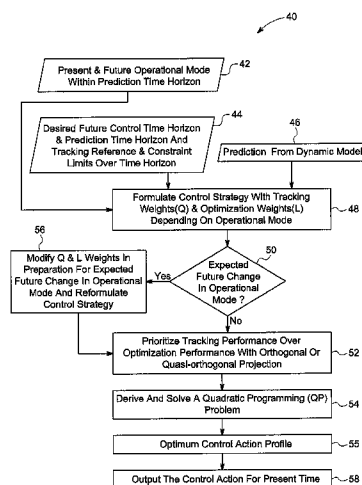 40
Present & Future Operational Mode
Within Prediction Time Horizon
42
Desired Future Control Time Horizon
& Prediction Time Horizon And
Tracking Reference & Constraint
Limits Over Time Horizon
44
46
Prediction From Dynamic Model
Formulate Control Strategy With Tracking
Weights(Q) & Optimization Weights(L)
Depending On Operational Mode
48
56
Modify Q & L Weights In
Preparation For Expected
Future Change In Operational
Mode And Reformulate
Control Strategy
Yes
50
Expected
Future Change
In Operational
Mode ?
No
Prioritize Tracking Performance Over
Optimization Performance With Orthogonal Or
Quasi-orthogonal Projection
52
Derive And Solve A Quadratic Programming (QP)
Problem
54
Optimum Control Action Profile
55
Output The Control Action For Present Time
58